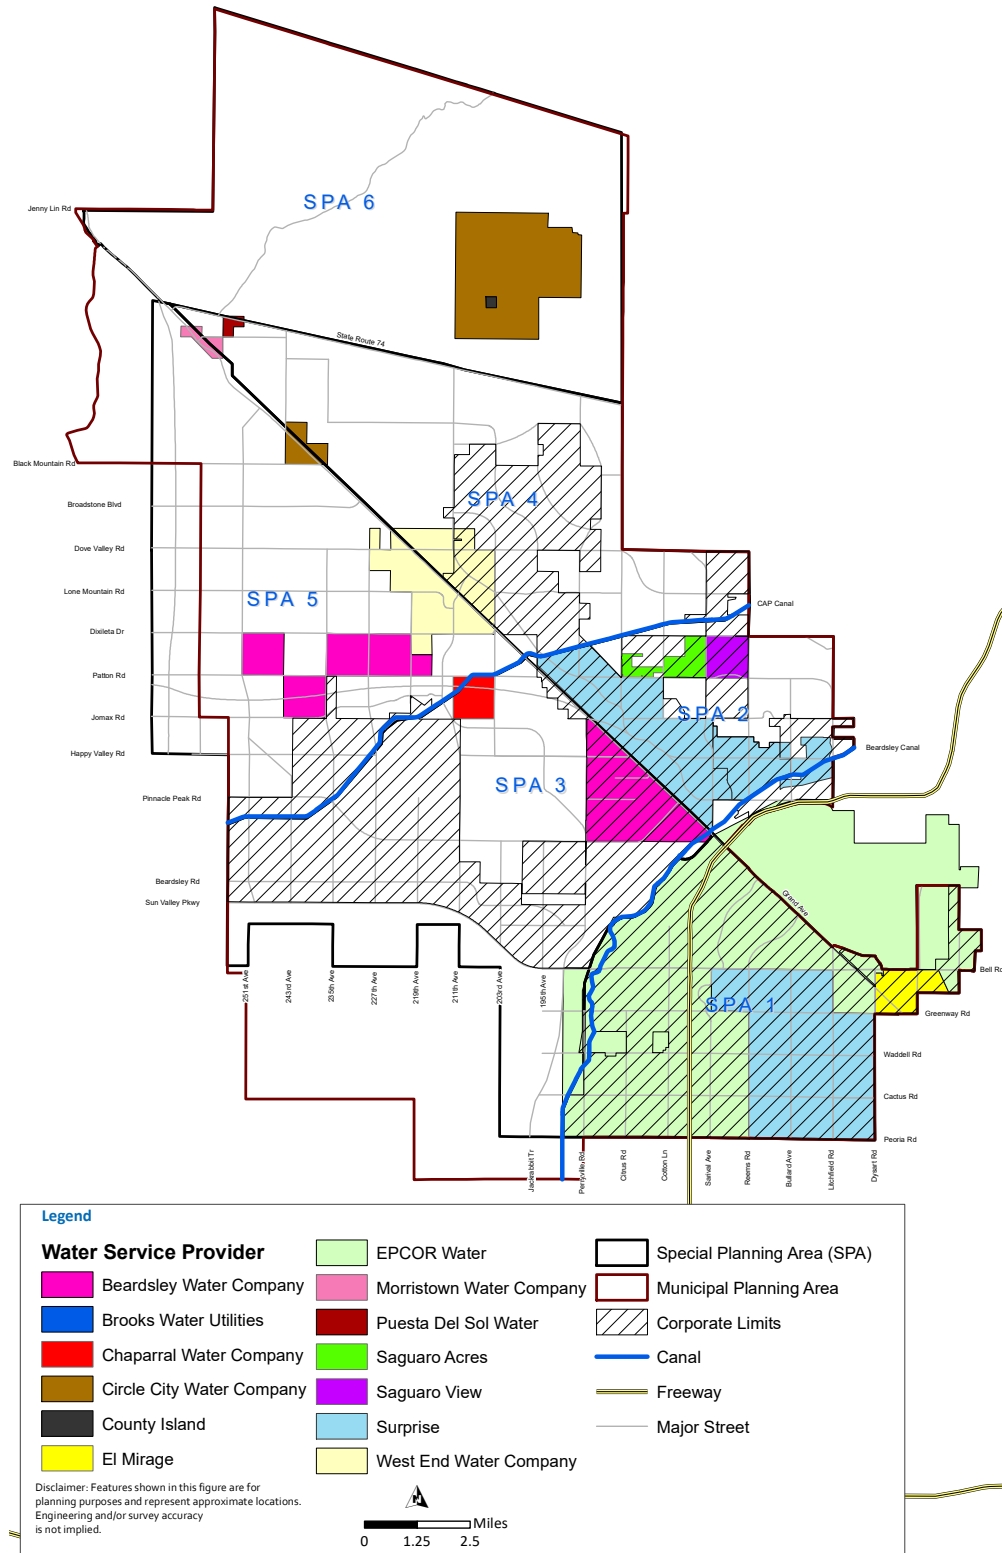 SPA 6
Jenny Lin Rd
State Route 74
Black Mountain Rd
SPA 4
Broadstone Blvd
Dove Valley Rd
Lone Mountain Rd
SPA 5
CAP Canal
Dixileta Dr
Patton Rd
Jomax Rd
SPA 2
Happy Valley Rd
Beardsley Canal
SPA 3
Pinnacle Peak Rd
Beardsley Rd
Sun Valley Pkwy
Grand Ave
Bell Rd
251st Ave
243rd Ave
235th Ave
227th Ave
219th Ave
211th Ave
203rd Ave
195th Ave
SPA 1
Greenway Rd
Waddell Rd
Cactus Rd
Peoria Rd
Jackrabbit Tr
Perryville Rd
Citrus Rd
Cotton Ln
Sarival Ave
Reems Rd
Bullard Ave
Litchfield Rd
Dysart Rd
Legend
Water Service Provider
Beardsley Water Company
Brooks Water Utilities
Chaparral Water Company
Circle City Water Company
County Island
El Mirage
EPCOR Water
Morristown Water Company
Puesta Del Sol Water
Saguaro Acres
Saguaro View
Surprise
West End Water Company
Special Planning Area (SPA)
Municipal Planning Area
Corporate Limits
Canal
Freeway
Major Street
Disclaimer: Features shown in this figure are for
planning purposes and represent approximate locations.
Engineering and/or survey accuracy
is not implied.
Miles
0 1.25 2.5